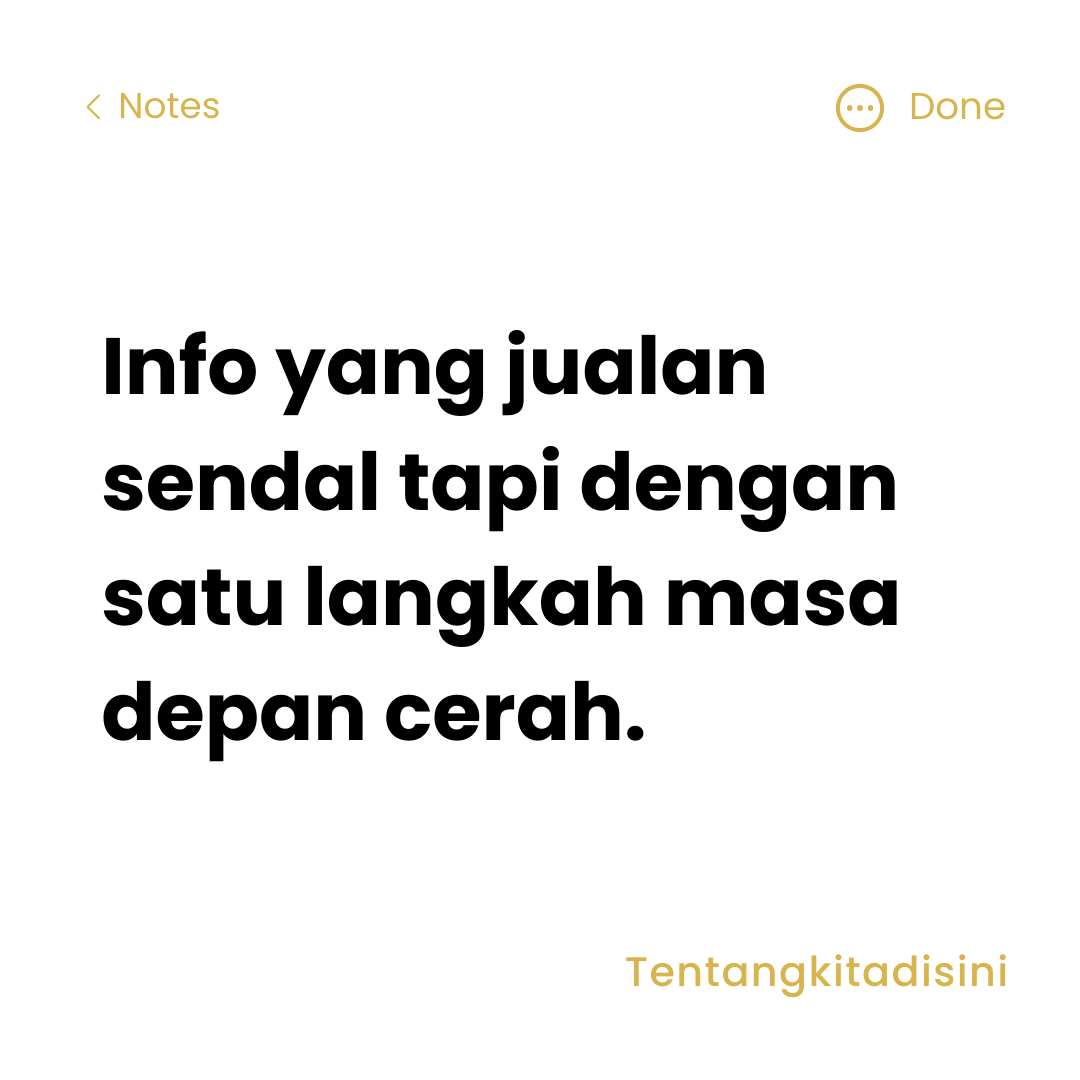 Notes
Done
Info yang jualan
sendal tapi dengan
satu langkah masa
depan cerah.
Tentangkitadisini